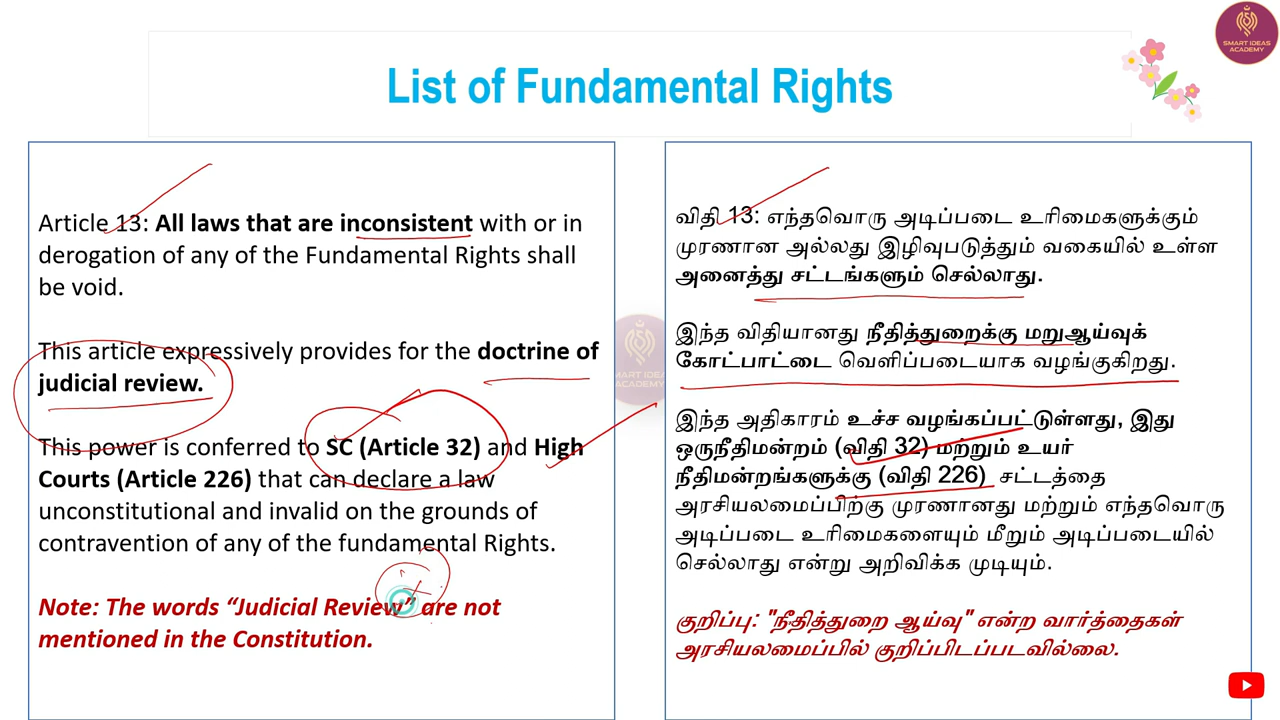 SMART IDEAS
ACADEMY
List of Fundamental Rights
Article 13: All laws that are inconsistent with or in
derogation of any of the Fundamental Rights shall
be void.
This article expressively provides for the doctrine of
judicial review.
This power is conferred to SC (Article 32) and High
Courts (Article 226) that can declare a law
unconstitutional and invalid on the grounds of
contravention of any of the fundamental Rights.
Note: The words “Judicial Review” are not
mentioned in the Constitution.
விதி 13: எந்தவொரு அடிப்படை உரிமைகளுக்கும்
முரணான அல்லது இழிவுபடுத்தும் வகையில் உள்ள
அனைத்து சட்டங்களும் செல்லாது.
இந்த விதியானது நீதித்துறைக்கு மறுஆய்வுக்
கோட்பாட்டை வெளிப்படையாக வழங்குகிறது.
இந்த அதிகாரம் உச்ச வழங்கப்பட்டுள்ளது, இது
ஒருநீதிமன்றம் (விதி 32) மற்றும் உயர்
நீதிமன்றங்களுக்கு (விதி 226) சட்டத்தை
அரசியலமைப்பிற்கு முரணானது மற்றும் எந்தவொரு
அடிப்படை உரிமைகளையும் மீறும் அடிப்படையில்
செல்லாது என்று அறிவிக்க முடியும்.
குறிப்பு: "நீதித்துறை ஆய்வு" என்ற வார்த்தைகள்
அரசியலமைப்பில் குறிப்பிடப்படவில்லை.